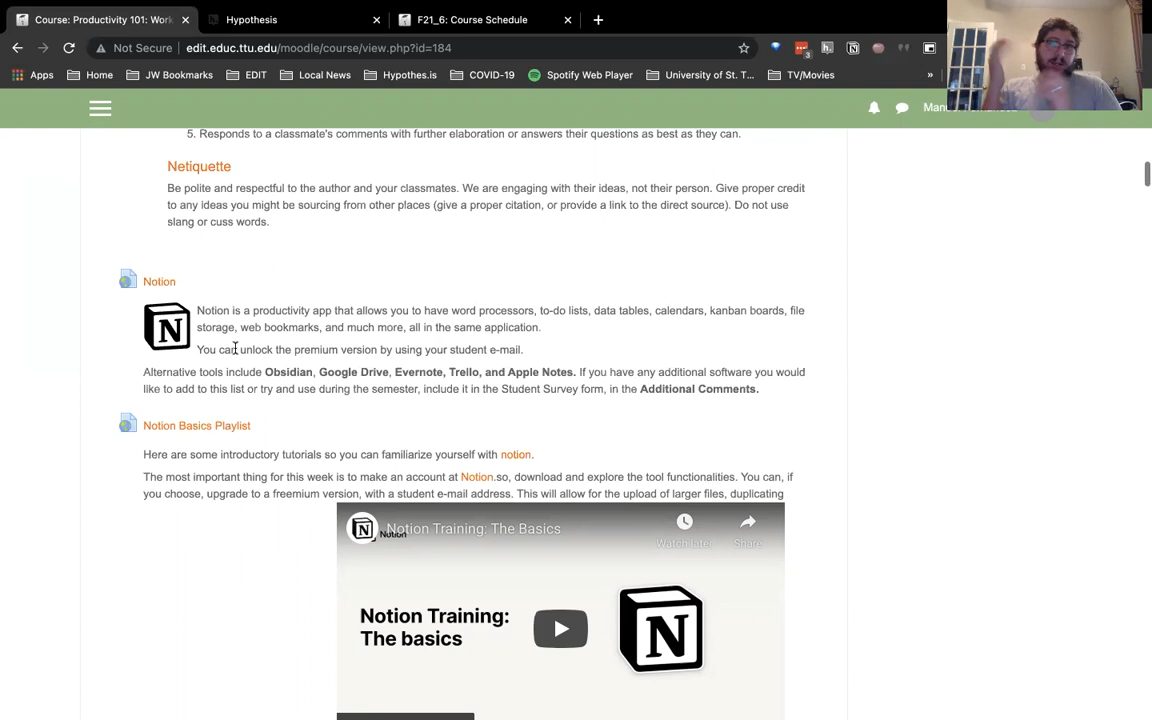 Course: Productivity 101: Work
Hypothesis
F21_6: Course Schedule
Not Secure
edit.educ.ttu.edu/moodle/course/view.php?id=184
3
Apps
Home
JW Bookmarks
EDIT
Local News
Hypothes.is
COVID-19
Spotify Web Player
University of St. T...
TV/Movies
»
5. Responds to a classmate's comments with further elaboration or answers their questions as best as they can.
Netiquette
Be polite and respectful to the author and your classmates. We are engaging with their ideas, not their person. Give proper credit
to any ideas you might be sourcing from other places (give a proper citation, or provide a link to the direct source). Do not use
slang or cuss words.
Notion
N
Notion is a productivity app that allows you to have word processors, to-do lists, data tables, calendars, kanban boards, file
storage, web bookmarks, and much more, all in the same application.
You can unlock the premium version by using your student e-mail.
Alternative tools include Obsidian, Google Drive, Evernote, Trello, and Apple Notes. If you have any additional software you would
like to add to this list or try and use during the semester, include it in the Student Survey form, in the Additional Comments.
Notion Basics Playlist
Here are some introductory tutorials so you can familiarize yourself with notion.
The most important thing for this week is to make an account at Notion.so, download and explore the tool functionalities. You can, if
you choose, upgrade to a freemium version, with a student e-mail address. This will allow for the upload of larger files, duplicating
N
Notion Training: The Basics
Notion
Watch later
Share
Notion Training:
The basics
N